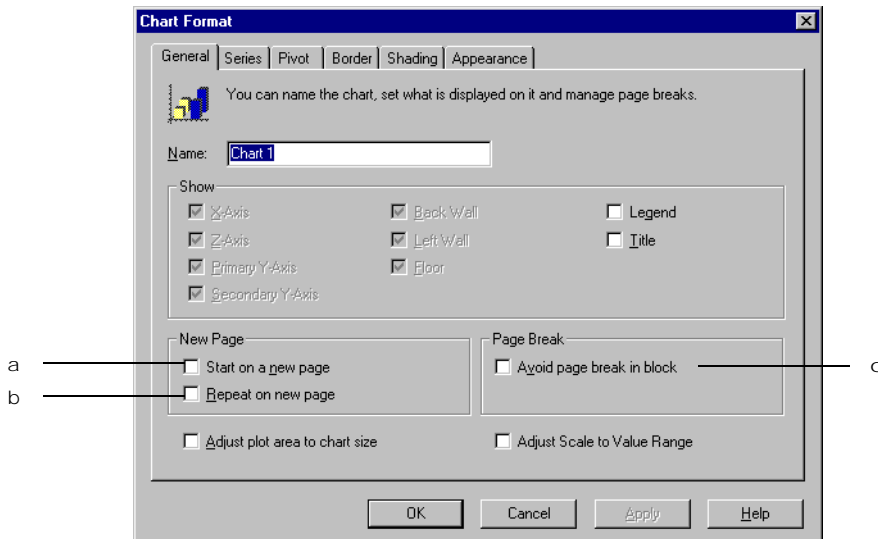 Chart Format
General Series Pivot Border Shading Appearance
You can name the chart, set what is displayed on it and manage page breaks.
Name: Chart 1
Show
X-Axis Back Wall Legend
Z-Axis Left Wall Title
Primary Y-Axis Floor
Secondary Y-Axis
New Page Page Break
a Start on a new page Avoid page break in block c
b Repeat on new page
Adjust plot area to chart size Adjust Scale to Value Range
OK Cancel Apply Help